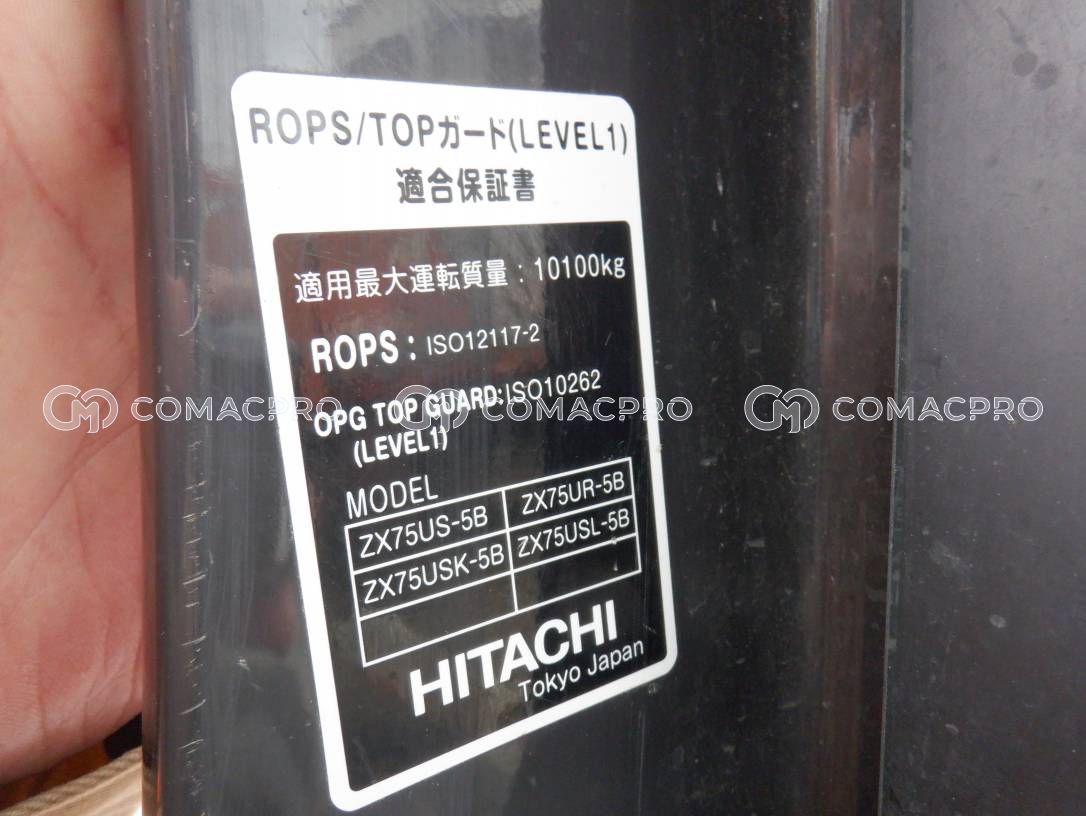 ROPS/TOPガード(LEVEL1)
適合保証書
適用最大運転質量 : 10100kg
ROPS : ISO12117-2
OPG TOP GUARD:ISO10262
(LEVEL1)
MODEL
ZX75US-5B ZX75UR-5B
ZX75USK-5B ZX75USL-5B
HITACHI
Tokyo Japan
COMACPRO COMACPRO COMACPRO